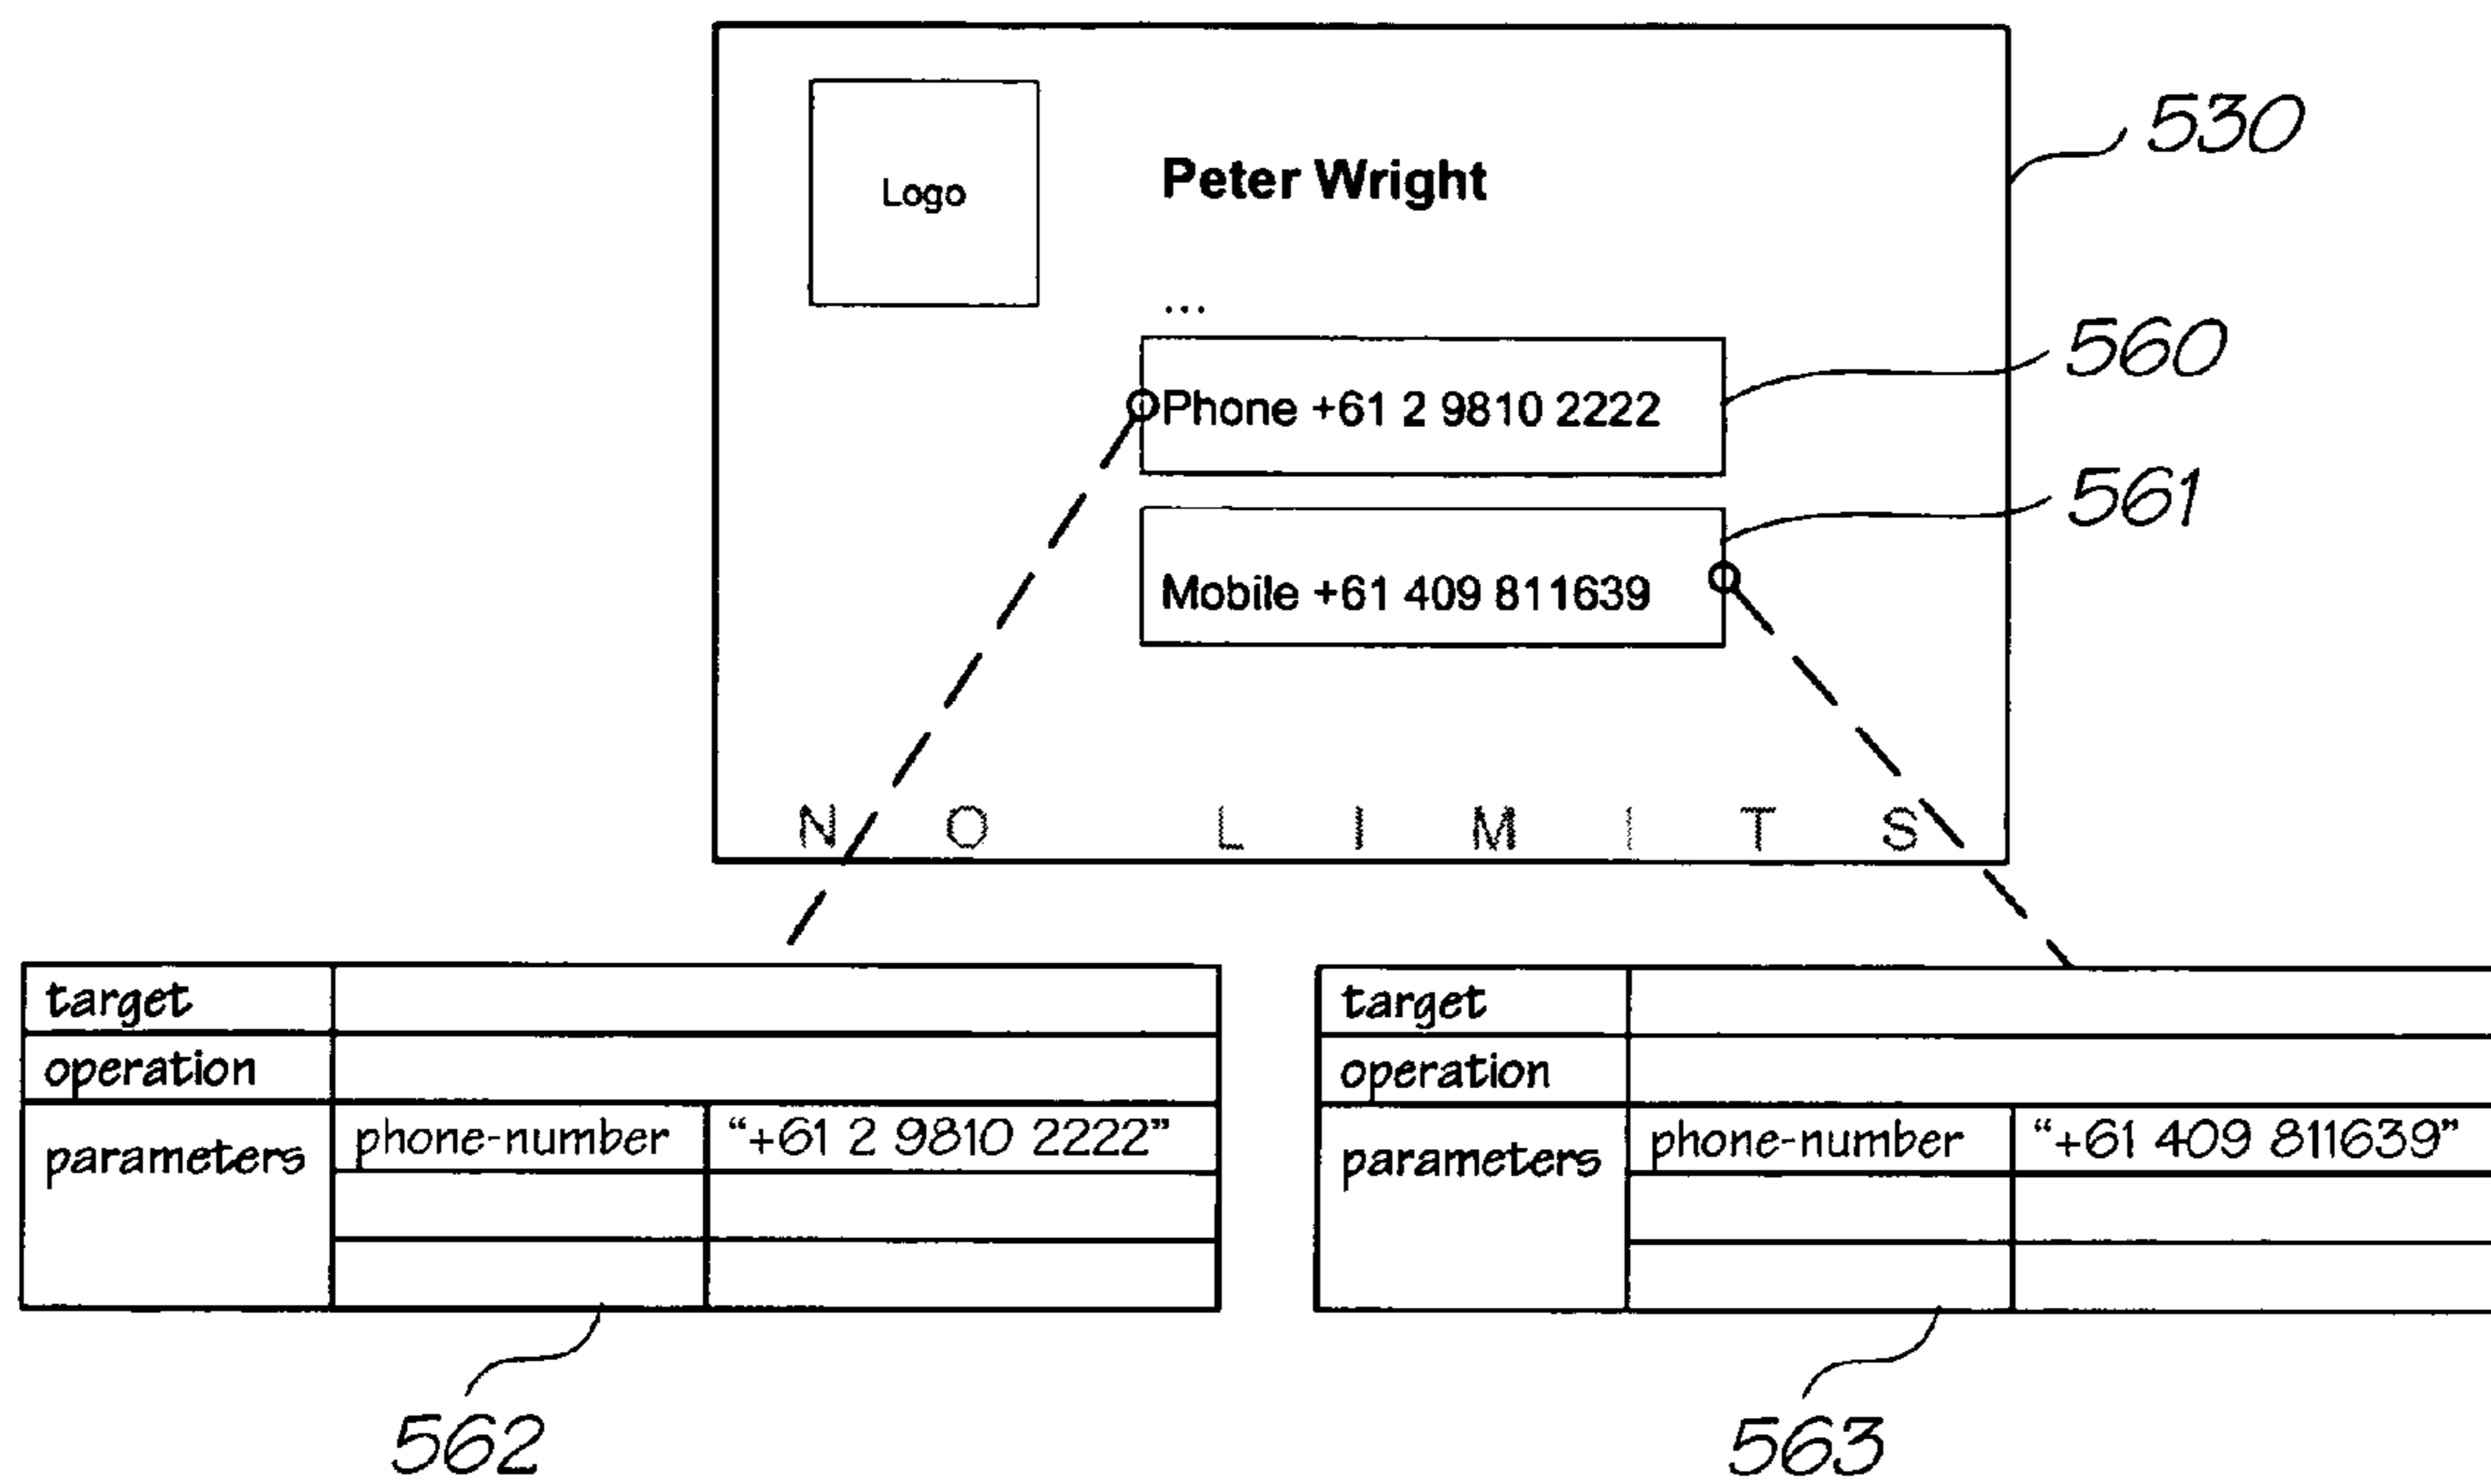 530
Logo
Peter Wright
...
560
Phone +61 2 9810 2222
561
Mobile +61 409 811639
N O L I M I T S
target
operation
parameters phone-number “+61 2 9810 2222”
target
operation
parameters phone-number “+61 409 811639”
562
563